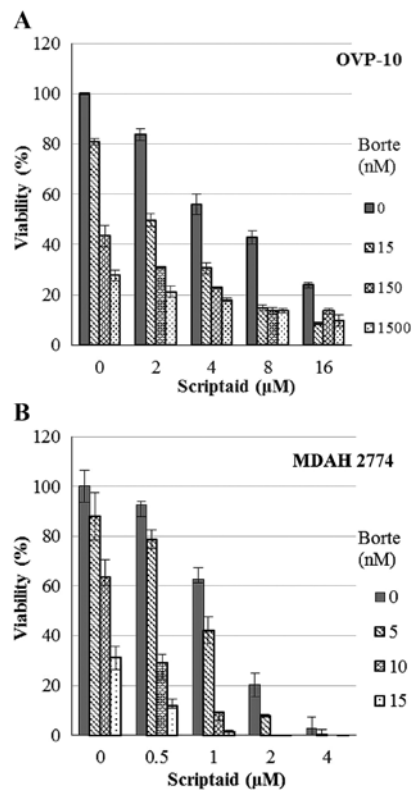 A
OVP-10
120
100
80
60
40
20
0
Viability (%)
0 2 4 8 16
Scriptaid (µM)
Borte
(nM)
0
15
150
1500
B
MDAH 2774
120
100
80
60
40
20
0
Viability (%)
0 0.5 1 2 4
Scriptaid (µM)
Borte
(nM)
0
5
10
15